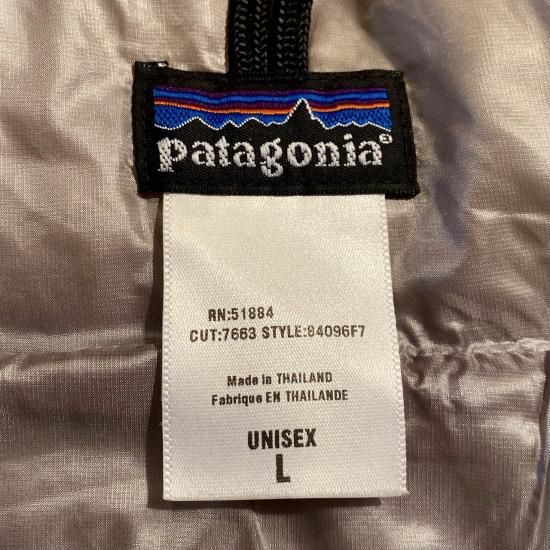 patagonia®
RN:51884
CUT:7663 STYLE:84096F7
Made in THAILAND
Fabrique EN THAILANDE
UNISEX
L